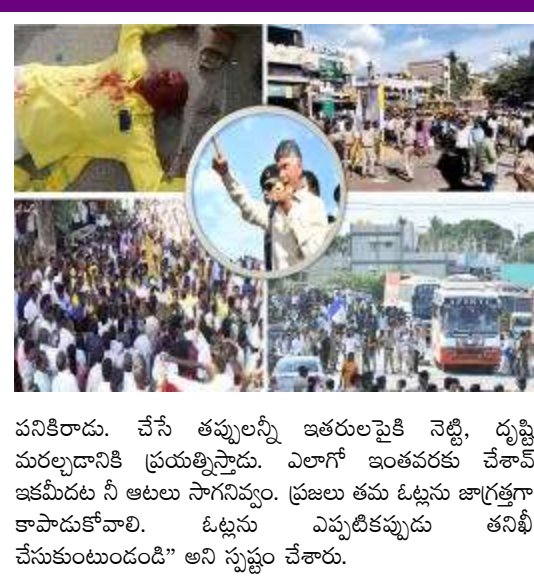 పనికిరాడు. చేసే తప్పులన్నీ ఇతరులపైకి నెట్టి, దృష్టి
మరల్చడానికి ప్రయత్నిస్తాడు. ఎలాగో ఇంతవరకు చేశావ్
ఇకమీదట నీ ఆటలు సాగనివ్వం. ప్రజలు తమ ఓట్లను జాగ్రత్తగా
కాపాడుకోవాలి. ఓట్లను ఎప్పటికప్పుడు తనిఖీ
చేసుకుంటుండండి” అని స్పష్టం చేశారు.